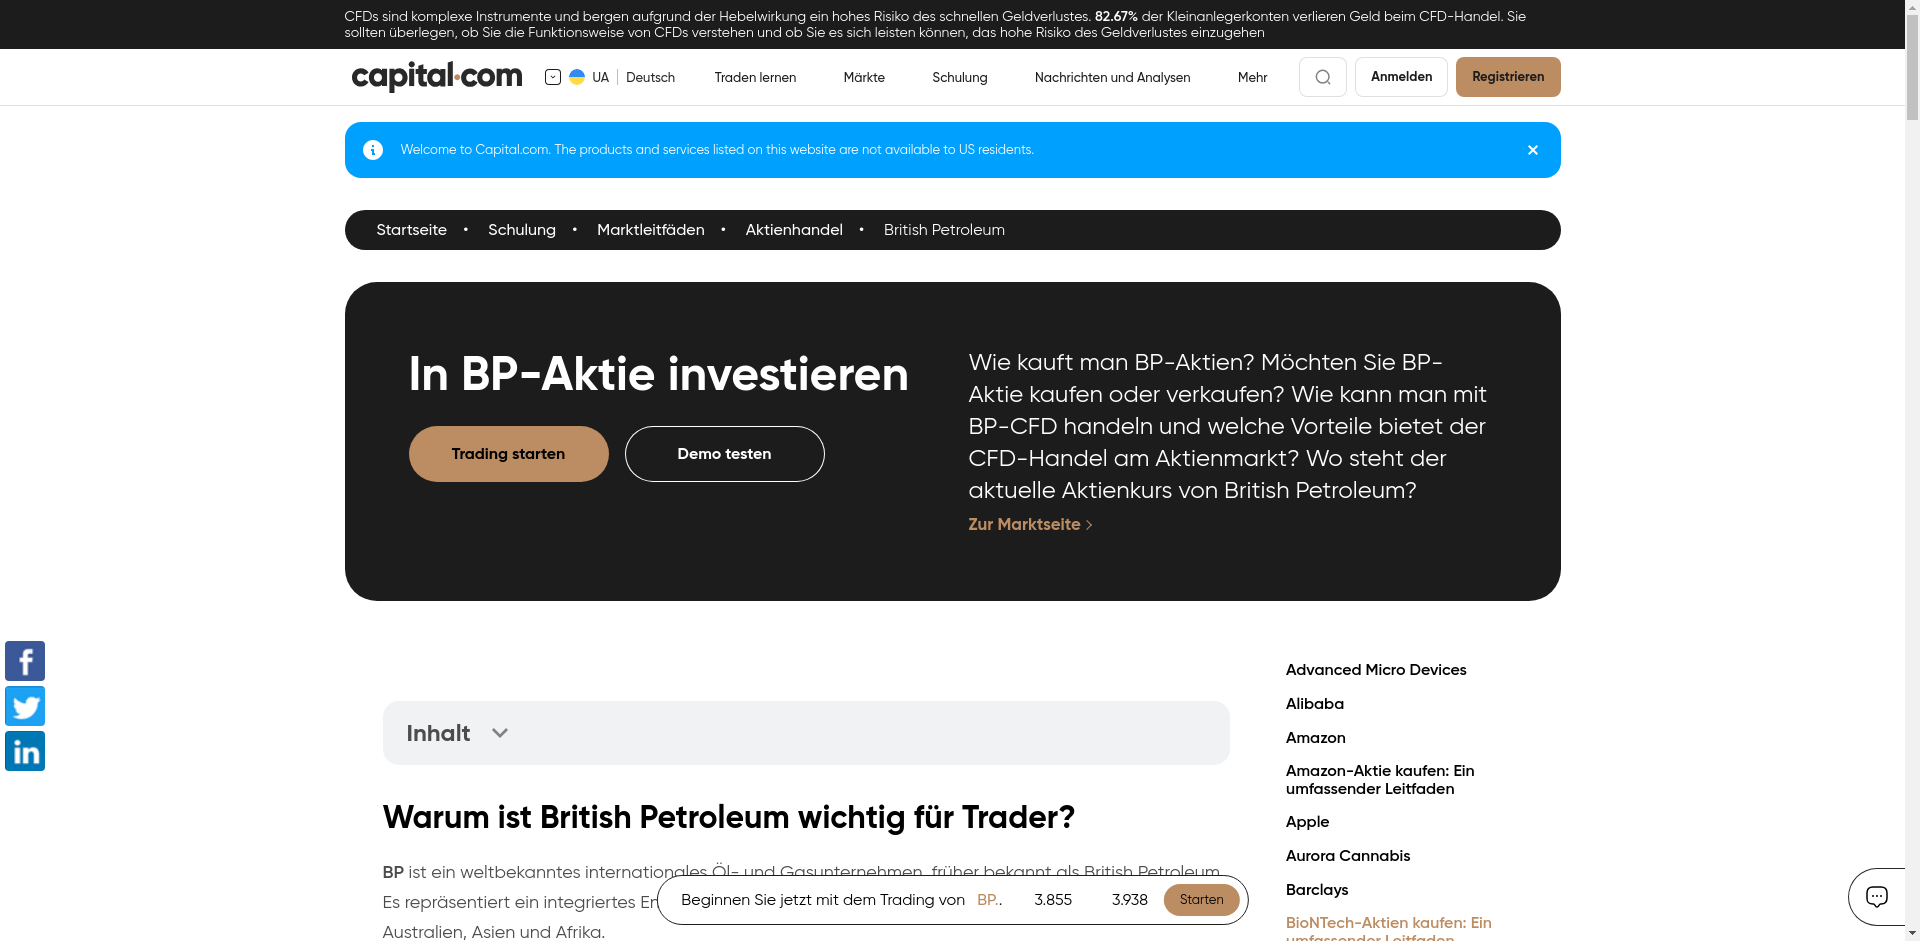 CFDs sind komplexe Instrumente und bergen aufgrund der Hebelwirkung ein hohes Risiko des schnellen Geldverlustes. 82.67% der Kleinanlegerkonten verlieren Geld beim CFD-Handel. Sie
sollten überlegen, ob Sie die Funktionsweise von CFDs verstehen und ob Sie es sich leisten können, das hohe Risiko des Geldverlustes einzugehen
capital.com
UA | Deutsch
Traden lernen
Märkte
Schulung
Nachrichten und Analysen
Mehr
Anmelden
Registrieren
Welcome to Capital.com. The products and services listed on this website are not available to US residents.
Startseite • Schulung • Marktleitfäden • Aktienhandel • British Petroleum
In BP-Aktie investieren
Trading starten
Demo testen
Wie kauft man BP-Aktien? Möchten Sie BP-
Aktie kaufen oder verkaufen? Wie kann man mit
BP-CFD handeln und welche Vorteile bietet der
CFD-Handel am Aktienmarkt? Wo steht der
aktuelle Aktienkurs von British Petroleum?
Zur Marktseite
Inhalt
Warum ist British Petroleum wichtig für Trader?
BP ist ein weltbekanntes internationales Öl- und Gasunternehmen, früher bekannt als British Petroleum.
Es repräsentiert ein integriertes
Australien, Asien und Afrika.
Beginnen Sie jetzt mit dem Trading von BP.. 3.855 3.938 Starten
Advanced Micro Devices
Alibaba
Amazon
Amazon-Aktie kaufen: Ein
umfassender Leitfaden
Apple
Aurora Cannabis
Barclays
BioNTech-Aktien kaufen: Ein
umfassender Leitfaden